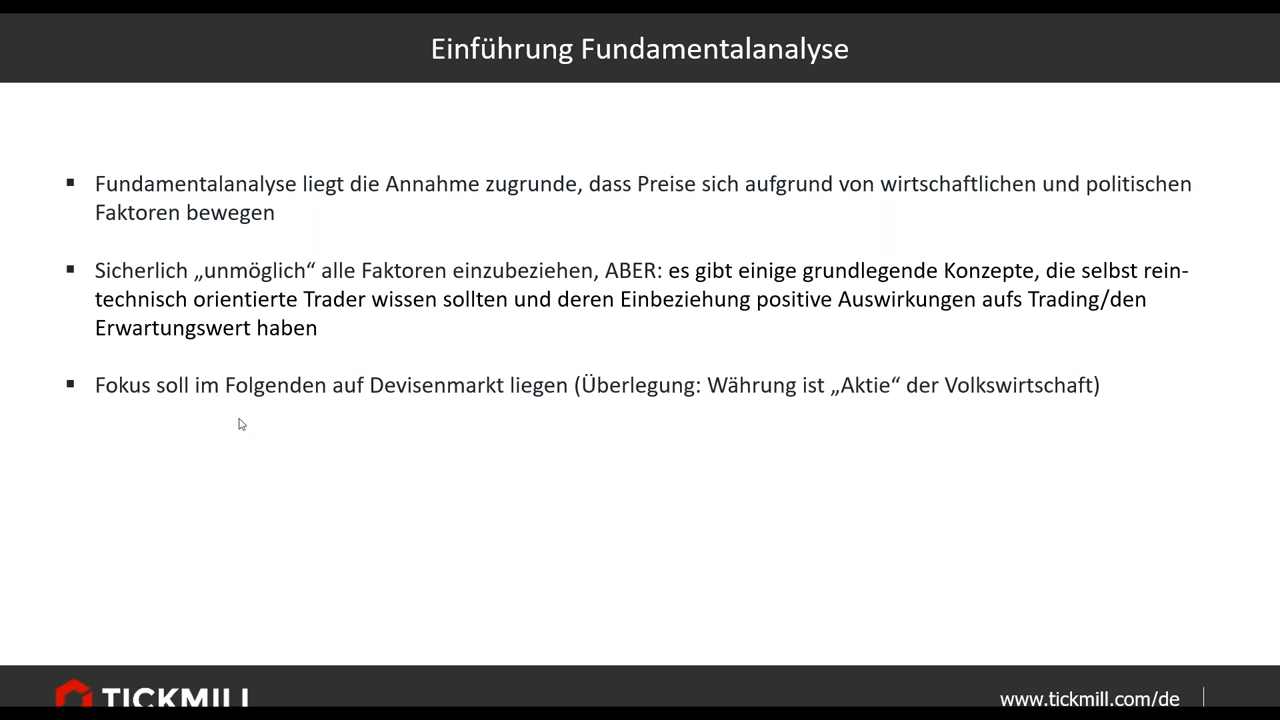 Einführung Fundamentalanalyse
▪ Fundamentalanalyse liegt die Annahme zugrunde, dass Preise sich aufgrund von wirtschaftlichen und politischen
Faktoren bewegen
▪ Sicherlich „unmöglich“ alle Faktoren einzubeziehen, ABER: es gibt einige grundlegende Konzepte, die selbst rein-
technisch orientierte Trader wissen sollten und deren Einbeziehung positive Auswirkungen aufs Trading/den
Erwartungswert haben
▪ Fokus soll im Folgenden auf Devisenmarkt liegen (Überlegung: Währung ist „Aktie“ der Volkswirtschaft)
TICKMILL
www.tickmill.com/de